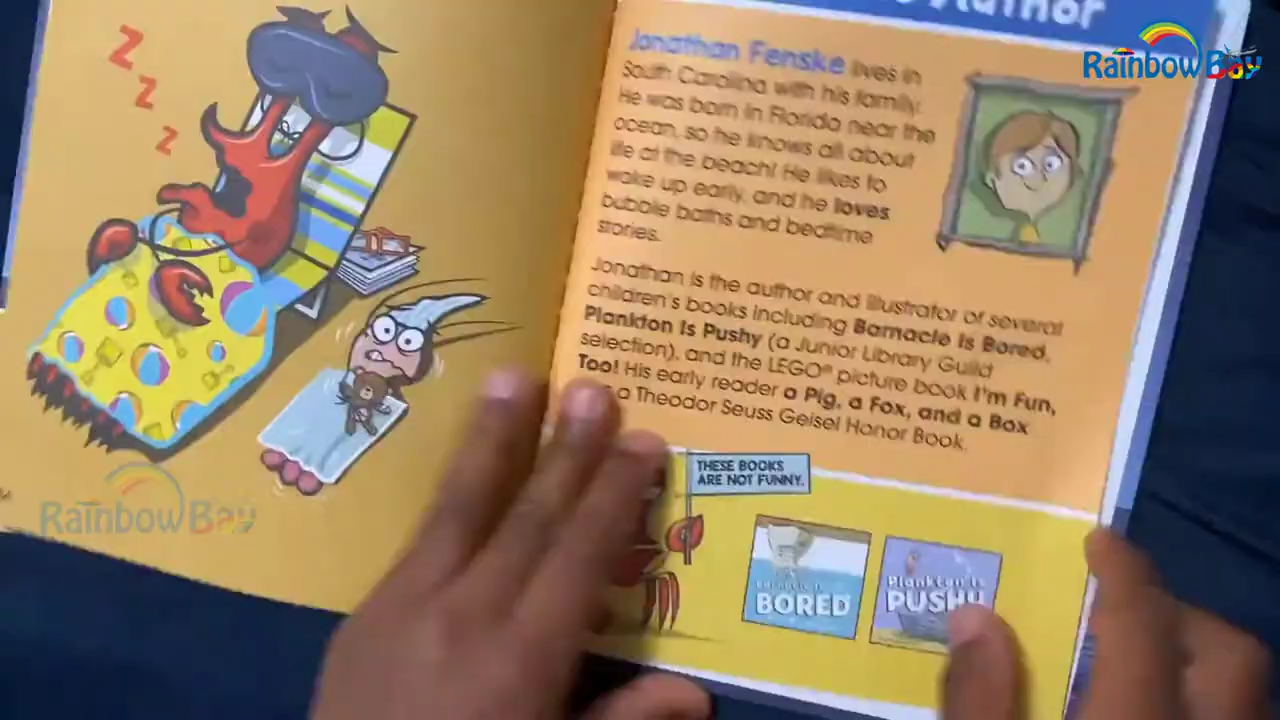 Z
Z
Z
Author
Rainbow Bay
Jonathan Fenske lives in
South Carolina with his family.
He was born in Florida near the
ocean, so he knows all about
life at the beach! He likes to
wake up early, and he loves
bubble baths and bedtime
stories.
Jonathan is the author and illustrator of several
children's books including Barnacle Is Bored,
Plankton Is Pushy (a Junior Library Guild
selection), and the LEGO® picture book I'm Fun,
Too! His early reader a Pig, a Fox, and a Box
a Theodor Seuss Geisel Honor Book.
THESE BOOKS
ARE NOT FUNNY.
Barnacle Is
BORED
Plankton Is
PUSHY
Rainbow Bay